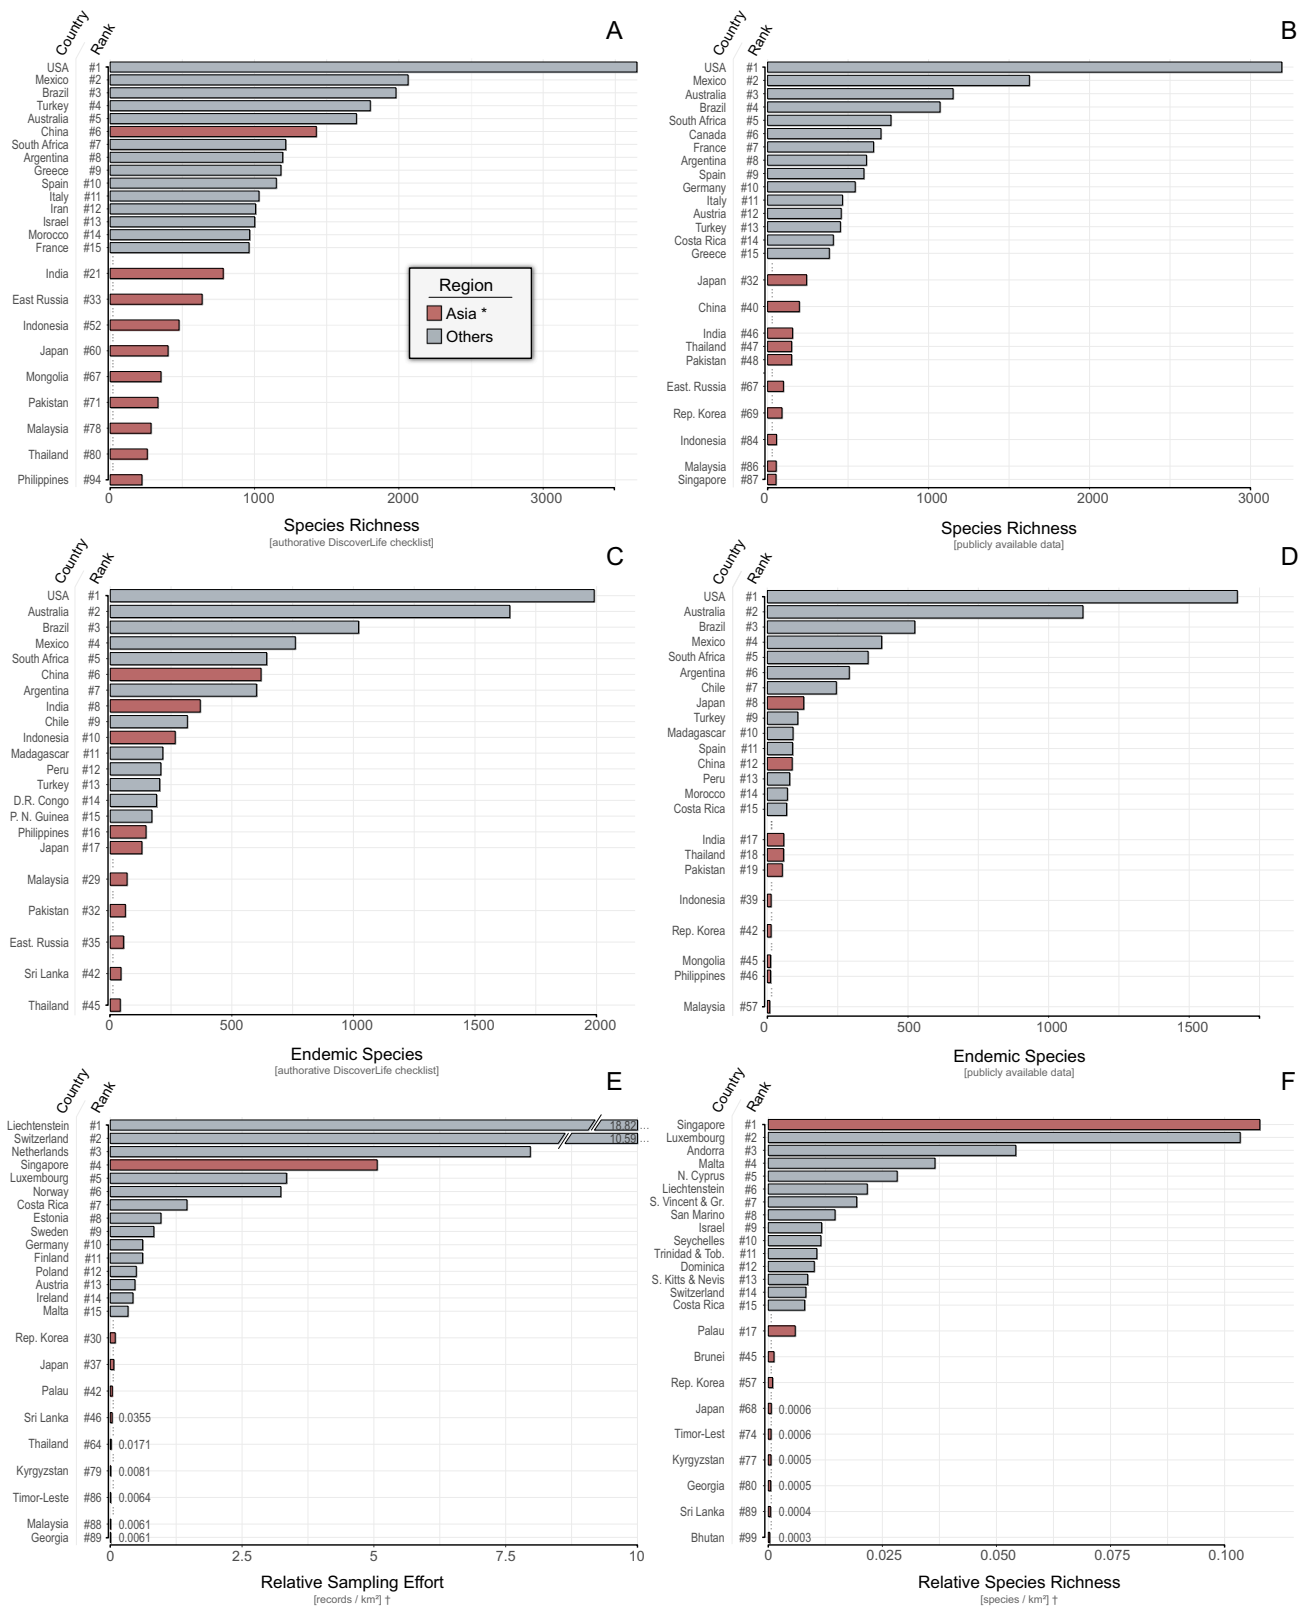 A
Country Rank
USA #1
Mexico #2
Brazil #3
Turkey #4
Australia #5
China #6
South Africa #7
Argentina #8
Greece #9
Spain #10
Italy #11
Iran #12
Israel #13
Morocco #14
France #15
India #21
East Russia #33
Indonesia #52
Japan #60
Mongolia #67
Pakistan #71
Malaysia #78
Thailand #80
Philippines #94
Region
Asia *
Others
0 1000 2000 3000
Species Richness
[authorative DiscoverLife checklist]
B
Country Rank
USA #1
Mexico #2
Australia #3
Brazil #4
South Africa #5
Canada #6
France #7
Argentina #8
Spain #9
Germany #10
Italy #11
Austria #12
Turkey #13
Costa Rica #14
Greece #15
Japan #32
China #40
India #46
Thailand #47
Pakistan #48
East. Russia #67
Rep. Korea #69
Indonesia #84
Malaysia #86
Singapore #87
0 1000 2000 3000
Species Richness
[publicly available data]
C
Country Rank
USA #1
Australia #2
Brazil #3
Mexico #4
South Africa #5
China #6
Argentina #7
India #8
Chile #9
Indonesia #10
Madagascar #11
Peru #12
Turkey #13
D.R. Congo #14
P. N. Guinea #15
Philippines #16
Japan #17
Malaysia #29
Pakistan #32
East. Russia #35
Sri Lanka #42
Thailand #45
0 500 1000 1500 2000
Endemic Species
[authorative DiscoverLife checklist]
D
Country Rank
USA #1
Australia #2
Brazil #3
Mexico #4
South Africa #5
Argentina #6
Chile #7
Japan #8
Turkey #9
Madagascar #10
Spain #11
China #12
Peru #13
Morocco #14
Costa Rica #15
India #17
Thailand #18
Pakistan #19
Indonesia #39
Rep. Korea #42
Mongolia #45
Philippines #46
Malaysia #57
0 500 1000 1500
Endemic Species
[publicly available data]
E
Country Rank
Liechtenstein #1 18.82 ...
Switzerland #2 10.59 ...
Netherlands #3
Singapore #4
Luxembourg #5
Norway #6
Costa Rica #7
Estonia #8
Sweden #9
Germany #10
Finland #11
Poland #12
Austria #13
Ireland #14
Malta #15
Rep. Korea #30
Japan #37
Palau #42
Sri Lanka #46 0.0355
Thailand #64 0.0171
Kyrgyzstan #79 0.0081
Timor-Leste #86 0.0064
Malaysia #88 0.0061
Georgia #89 0.0061
0 2.5 5 7.5 10
Relative Sampling Effort
[records / km²] †
F
Country Rank
Singapore #1
Luxembourg #2
Andorra #3
Malta #4
N. Cyprus #5
Liechtenstein #6
S. Vincent & Gr. #7
San Marino #8
Israel #9
Seychelles #10
Trinidad & Tob. #11
Dominica #12
S. Kitts & Nevis #13
Switzerland #14
Costa Rica #15
Palau #17
Brunei #45
Rep. Korea #57
Japan #68 0.0006
Timor-Lest #74 0.0006
Kyrgyzstan #77 0.0005
Georgia #80 0.0005
Sri Lanka #89 0.0004
Bhutan #99 0.0003
0 0.025 0.050 0.075 0.100
Relative Species Richness
[species / km²] †